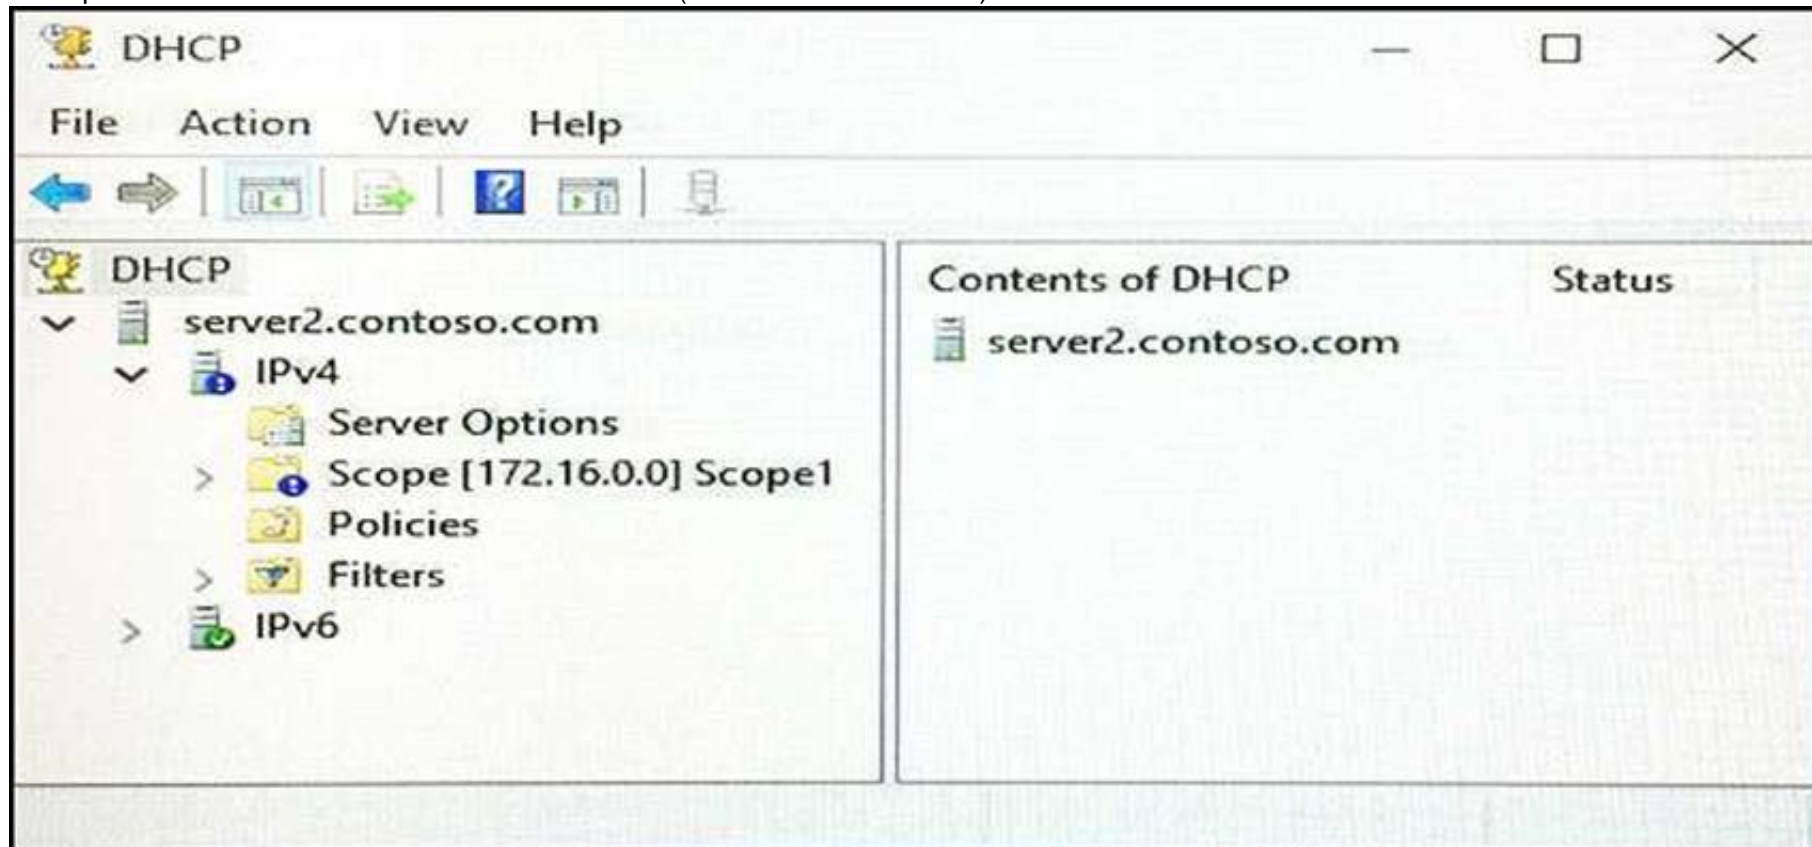 DHCP
File Action View Help
DHCP
server2.contoso.com
IPv4
Server Options
Scope [172.16.0.0] Scope1
Policies
Filters
IPv6
Contents of DHCP Status
server2.contoso.com